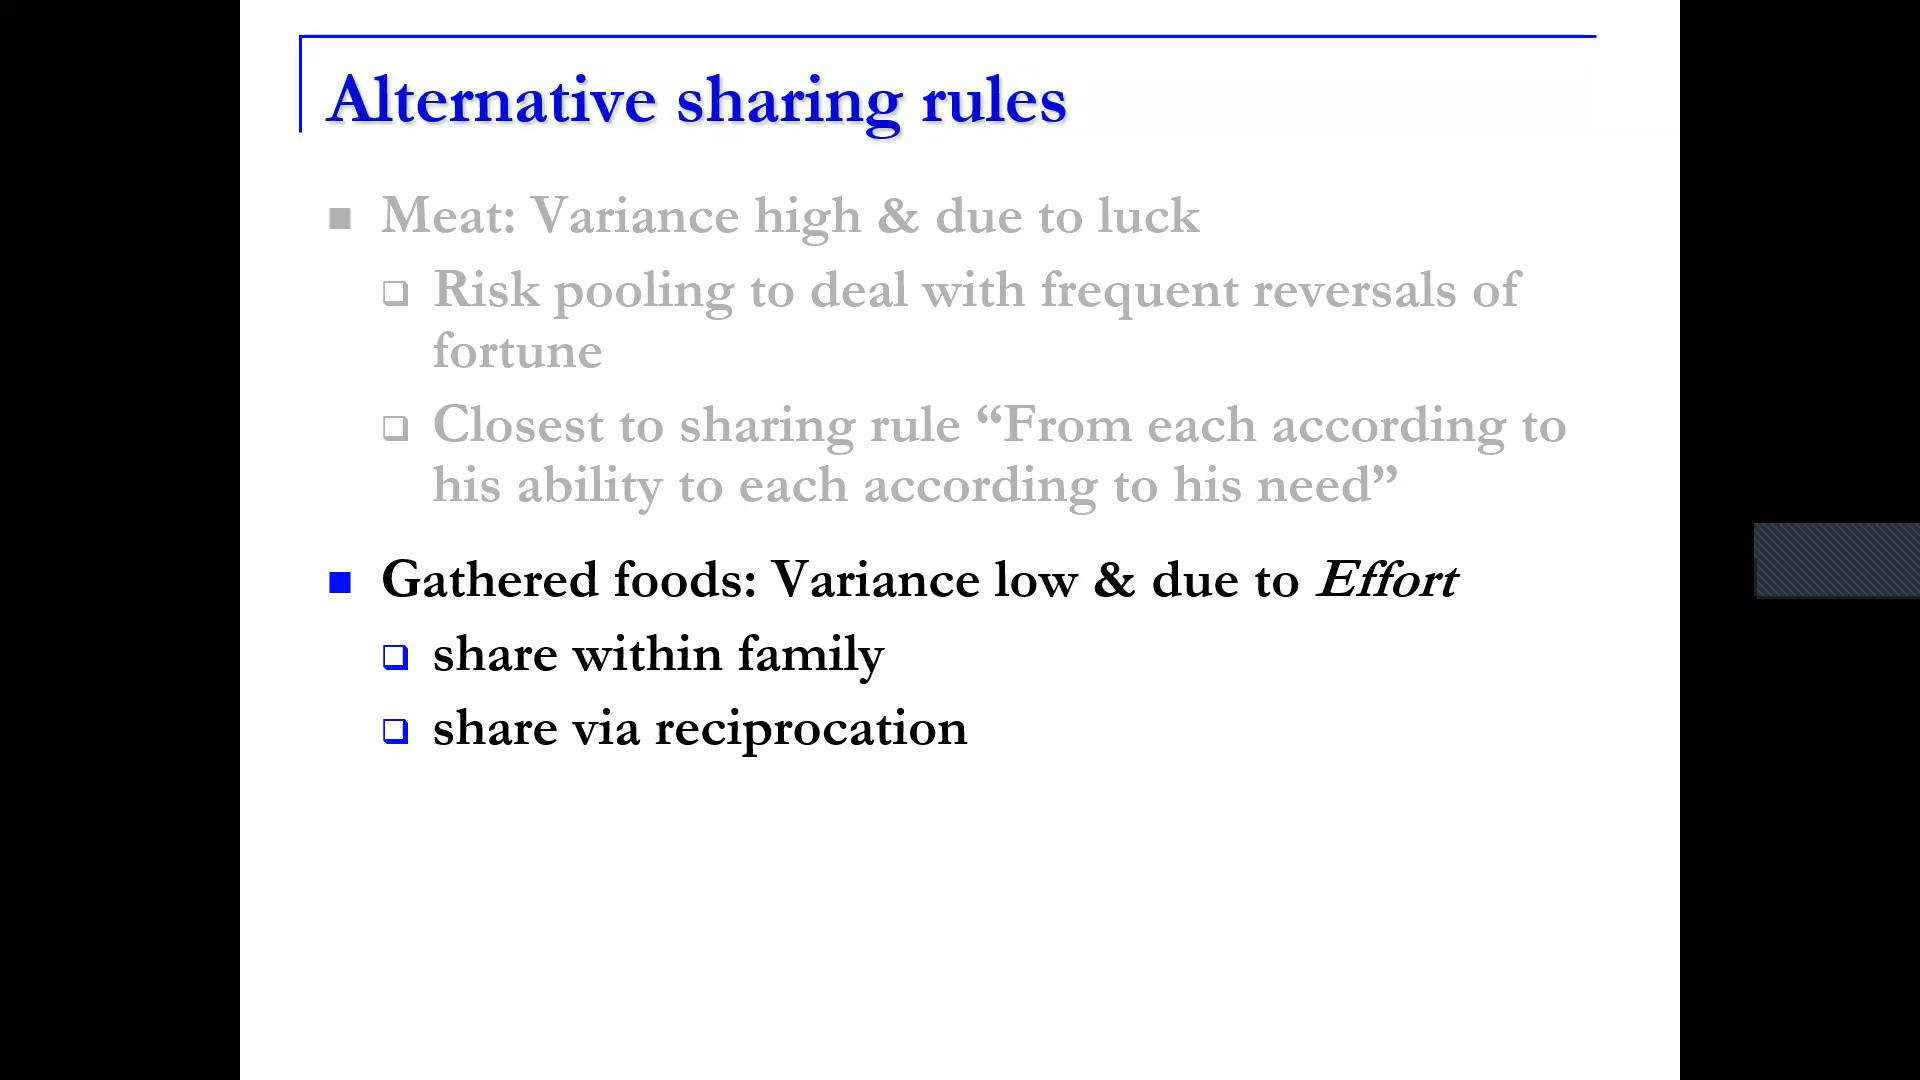 Alternative sharing rules
Meat: Variance high & due to luck
Risk pooling to deal with frequent reversals of
fortune
Closest to sharing rule “From each according to
his ability to each according to his need”
Gathered foods: Variance low & due to Effort
share within family
share via reciprocation